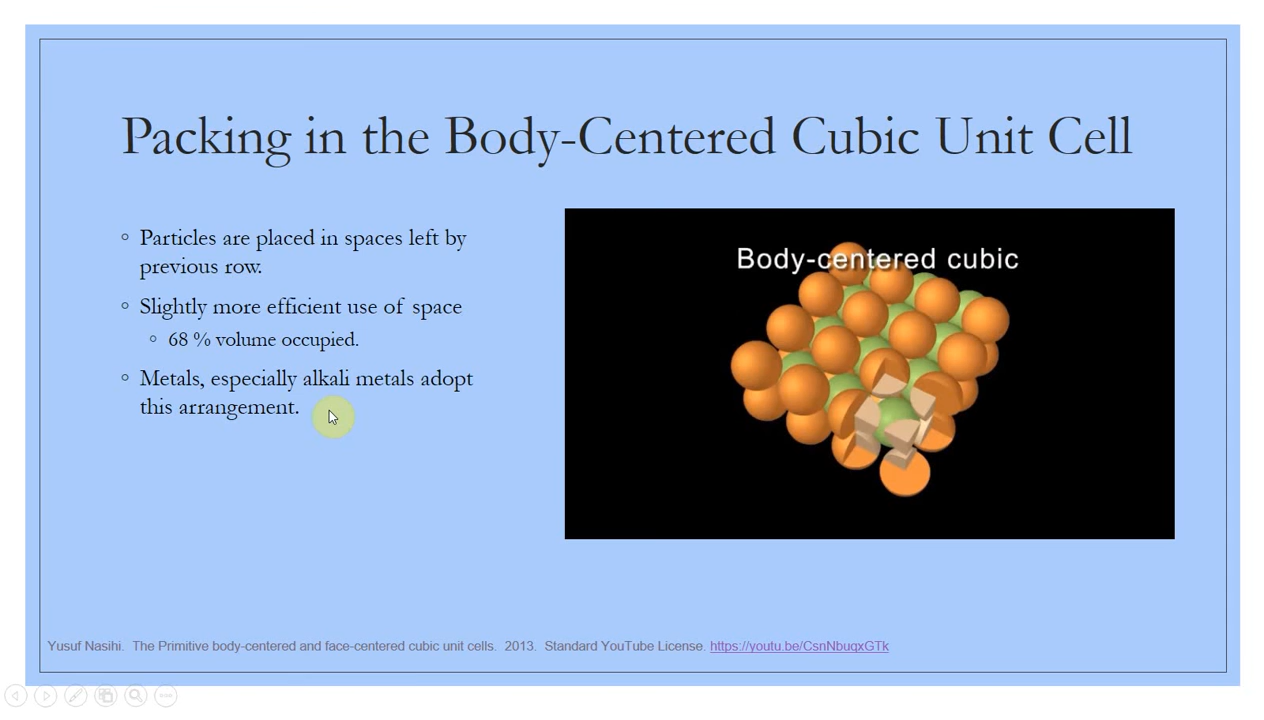 Packing in the Body-Centered Cubic Unit Cell
◦ Particles are placed in spaces left by
previous row.
◦ Slightly more efficient use of space
◦ 68 % volume occupied.
◦ Metals, especially alkali metals adopt
this arrangement.
Body-centered cubic
Yusuf Nasihi. The Primitive body-centered and face-centered cubic unit cells. 2013. Standard YouTube License. https://youtu.be/CsnNbuqxGTk